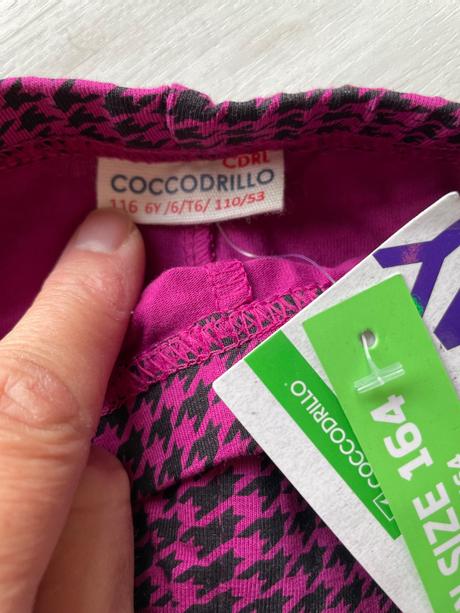 CDRL
COCCODRILLO
116 6Y /6/T6/ 110/53
COCCODRILLO
SIZE 164